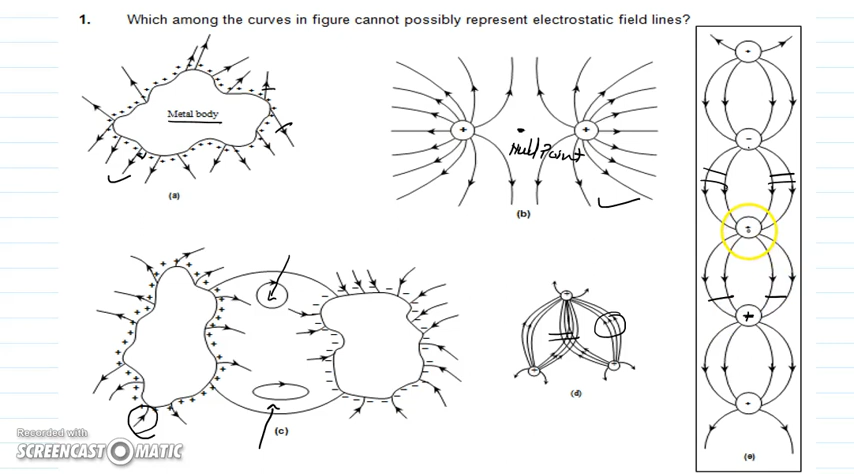 1. Which among the curves in figure cannot possibly represent electrostatic field lines?
Metal body
(a)
Null Point
(b)
(c)
(d)
(e)
Recorded with
SCREENCAST MATIC